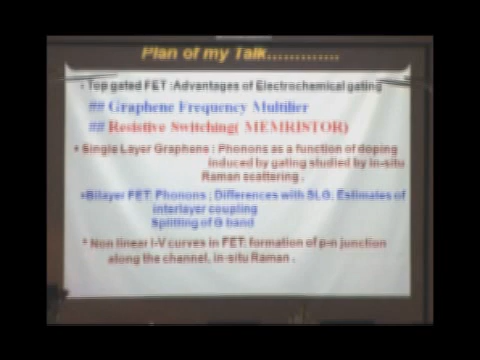 Plan of my Talk.............
• Top gated FET :Advantages of Electrochemical gating
## Graphene Frequency Multilier
## Resistive Switching( MEMRISTOR)
• Single Layer Graphene : Phonons as a function of doping
induced by gating studied by in-situ
Raman scattering .
•Bilayer FET: Phonons ; Differences with SLG; Estimates of
interlayer coupling
Splitting of G band
* Non linear I-V curves in FET: formation of p-n junction
along the channel, in-situ Raman .